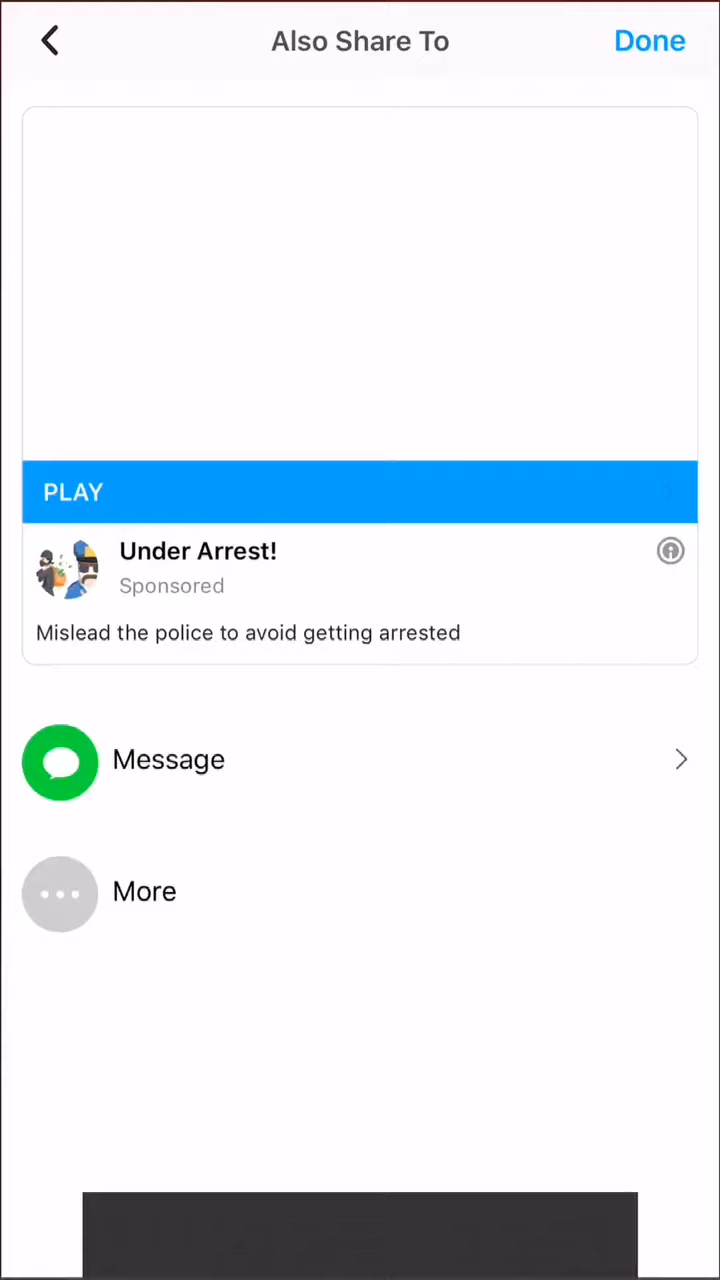 Also Share To
Done
PLAY
Under Arrest!
Sponsored
Mislead the police to avoid getting arrested
Message
More